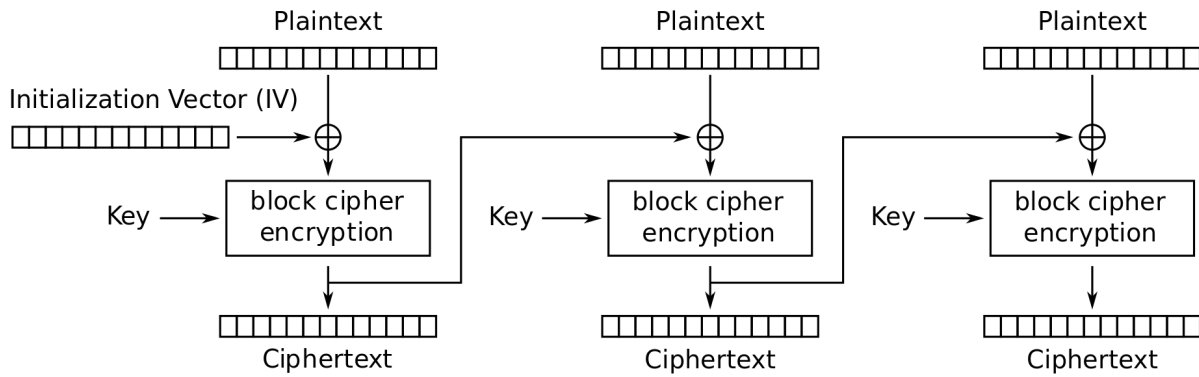 Plaintext
Plaintext
Plaintext
Initialization Vector (IV)
Key
block cipher
encryption
Key
block cipher
encryption
Key
block cipher
encryption
Ciphertext
Ciphertext
Ciphertext